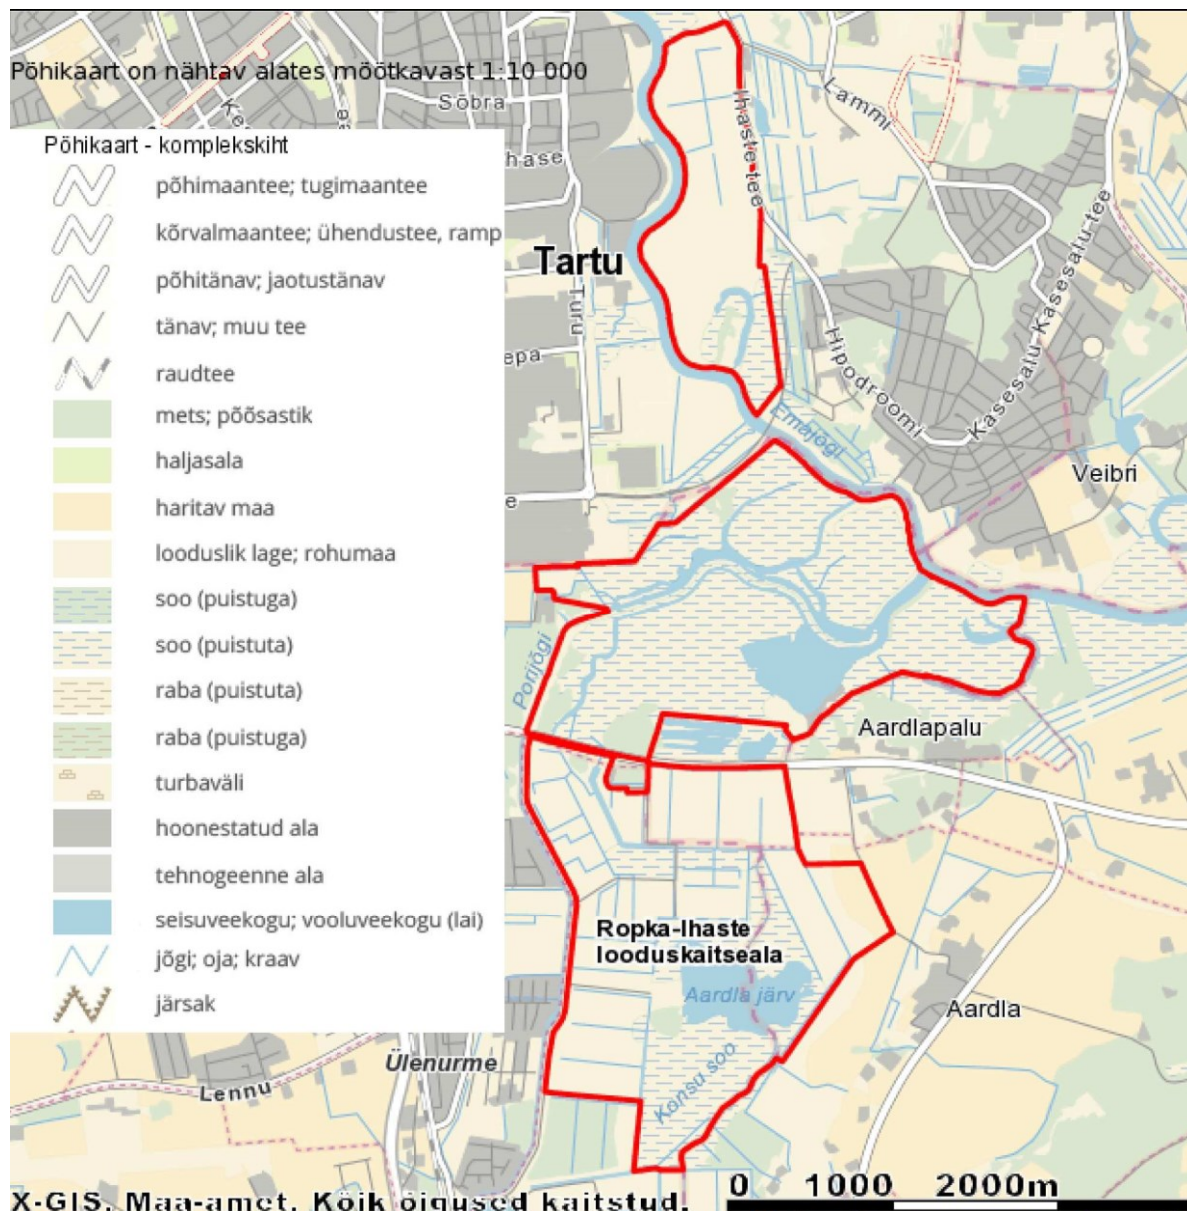 Põhikaart on nähtav alates mõõtkavast 1:10 000
Sõbra
Ihaste tee
Lammi
hase
Põhikaart - komplekskiht
põhimaantee; tugimaantee
kõrvalmaantee; ühendustee, ramp
põhitänav; jaotustänav
tänav; muu tee
raudtee
mets; põõsastik
haljasala
haritav maa
looduslik lage; rohumaa
soo (puistuga)
soo (puistuta)
raba (puistuta)
raba (puistuga)
turbaväli
hoonestatud ala
tehnogeenne ala
seisuveekogu; vooluveekogu (lai)
jõgi; oja; kraav
järsak
Tartu
Turu
epa
Hipodroomi
Kasesalu Kasesalu tee
Emajõgi
Veibri
e
Porijõgi
Aardlapalu
Ropka-Ihaste
looduskaitseala
Aardla järv
Aardla
Konsu soo
Ülenurme
Lennu
X-GIS. Maa-amet. Kõik õigused kaitstud.
0 1000 2000m